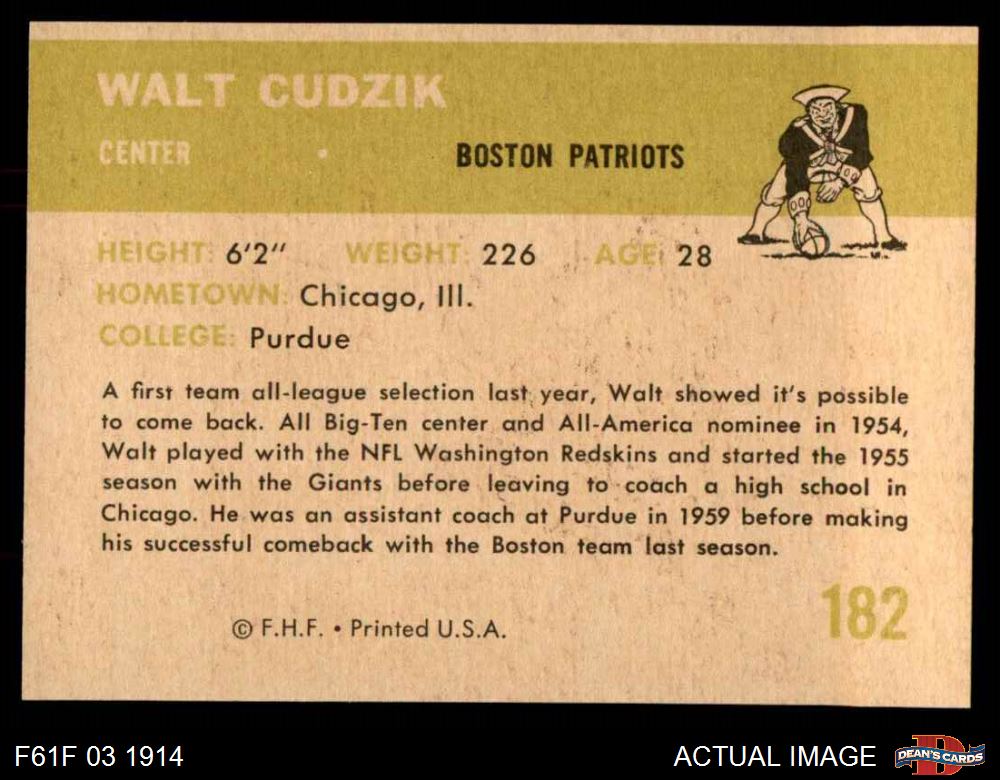 WALT CUDZIK
CENTER
BOSTON PATRIOTS
HEIGHT: 6'2" WEIGHT: 226 AGE: 28
HOMETOWN: Chicago, Ill.
COLLEGE: Purdue
A first team all-league selection last year, Walt showed it's possible
to come back. All Big-Ten center and All-America nominee in 1954,
Walt played with the NFL Washington Redskins and started the 1955
season with the Giants before leaving to coach a high school in
Chicago. He was an assistant coach at Purdue in 1959 before making
his successful comeback with the Boston team last season.
182
© F.H.F. • Printed U.S.A.
F61F 03 1914
ACTUAL IMAGE
DEAN'S CARDS